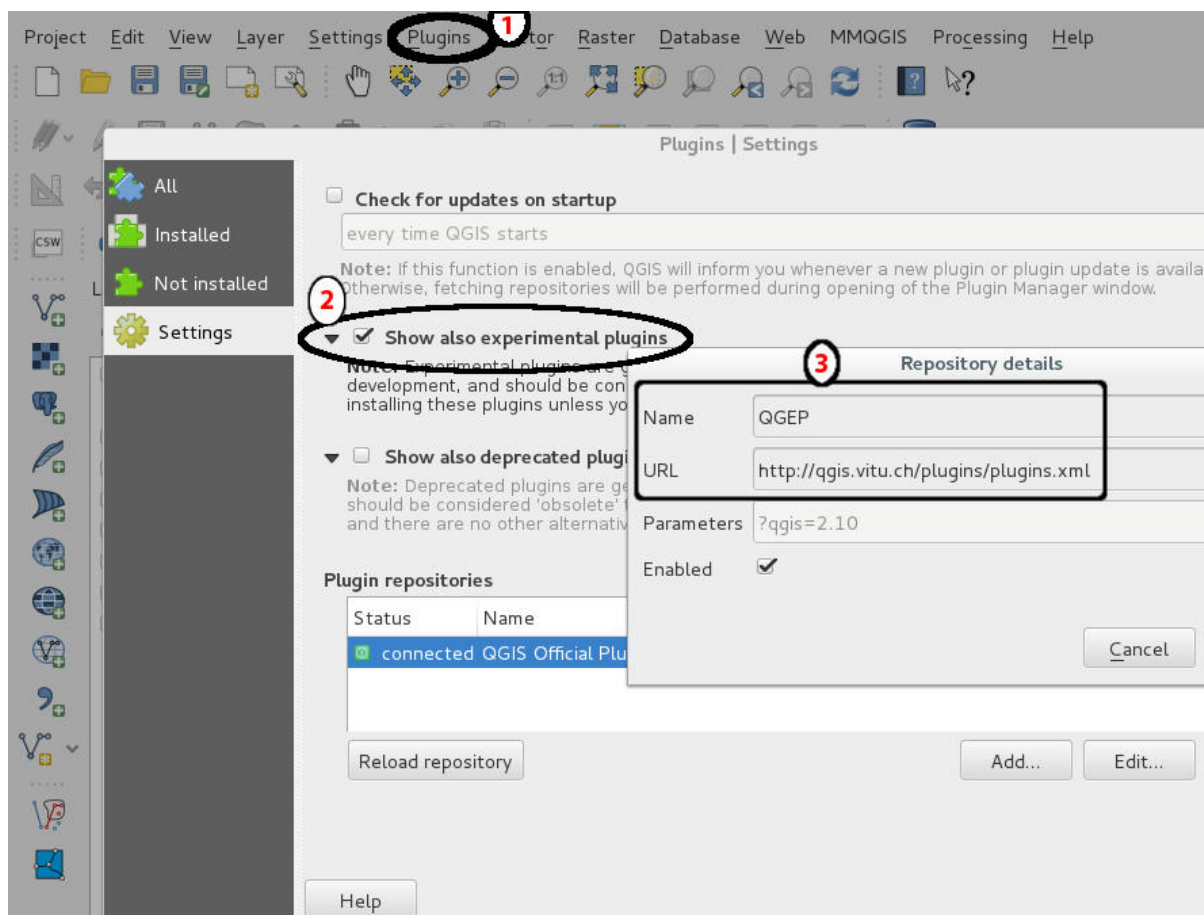 1
Project Edit View Layer Settings Plugins Raster Database Web MMQGIS Processing Help
1:1
?
Plugins | Settings
All
Installed
Not installed
Settings
CSW
L
Check for updates on startup
every time QGIS starts
Note: If this function is enabled, QGIS will inform you whenever a new plugin or plugin update is availa
Otherwise, fetching repositories will be performed during opening of the Plugin Manager window.
2
Show also experimental plugins
Note: Experimental plugins are g
development, and should be con
installing these plugins unless yo
Show also deprecated plugi
Note: Deprecated plugins are ge
should be considered 'obsolete'
and there are no other alternativ
3
Repository details
Name QGEP
URL http://qgis.vitu.ch/plugins/plugins.xml
Parameters ?qgis=2.10
Enabled
Cancel
Plugin repositories
Status Name
connected QGIS Official Plu
Reload repository
Add...
Edit...
Help